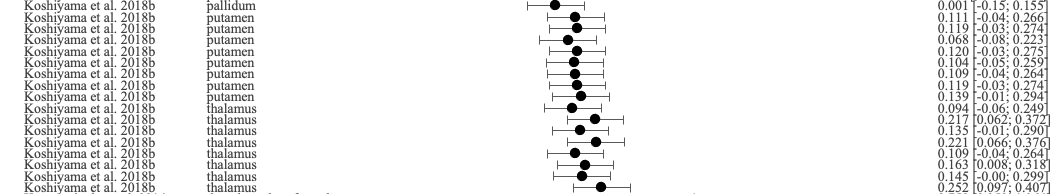 Koshiyama et al. 2018b pallidum 0.001 [-0.15; 0.155]
Koshiyama et al. 2018b putamen 0.111 [-0.04; 0.266]
Koshiyama et al. 2018b putamen 0.119 [-0.03; 0.274]
Koshiyama et al. 2018b putamen 0.068 [-0.08; 0.223]
Koshiyama et al. 2018b putamen 0.120 [-0.03; 0.275]
Koshiyama et al. 2018b putamen 0.104 [-0.05; 0.259]
Koshiyama et al. 2018b putamen 0.109 [-0.04; 0.264]
Koshiyama et al. 2018b putamen 0.119 [-0.03; 0.274]
Koshiyama et al. 2018b putamen 0.139 [-0.01; 0.294]
Koshiyama et al. 2018b thalamus 0.094 [-0.06; 0.249]
Koshiyama et al. 2018b thalamus 0.217 [0.062; 0.372]
Koshiyama et al. 2018b thalamus 0.135 [-0.01; 0.290]
Koshiyama et al. 2018b thalamus 0.221 [0.066; 0.376]
Koshiyama et al. 2018b thalamus 0.109 [-0.04; 0.264]
Koshiyama et al. 2018b thalamus 0.163 [0.008; 0.318]
Koshiyama et al. 2018b thalamus 0.145 [-0.00; 0.299]
Koshiyama et al. 2018b thalamus 0.252 [0.097; 0.407]